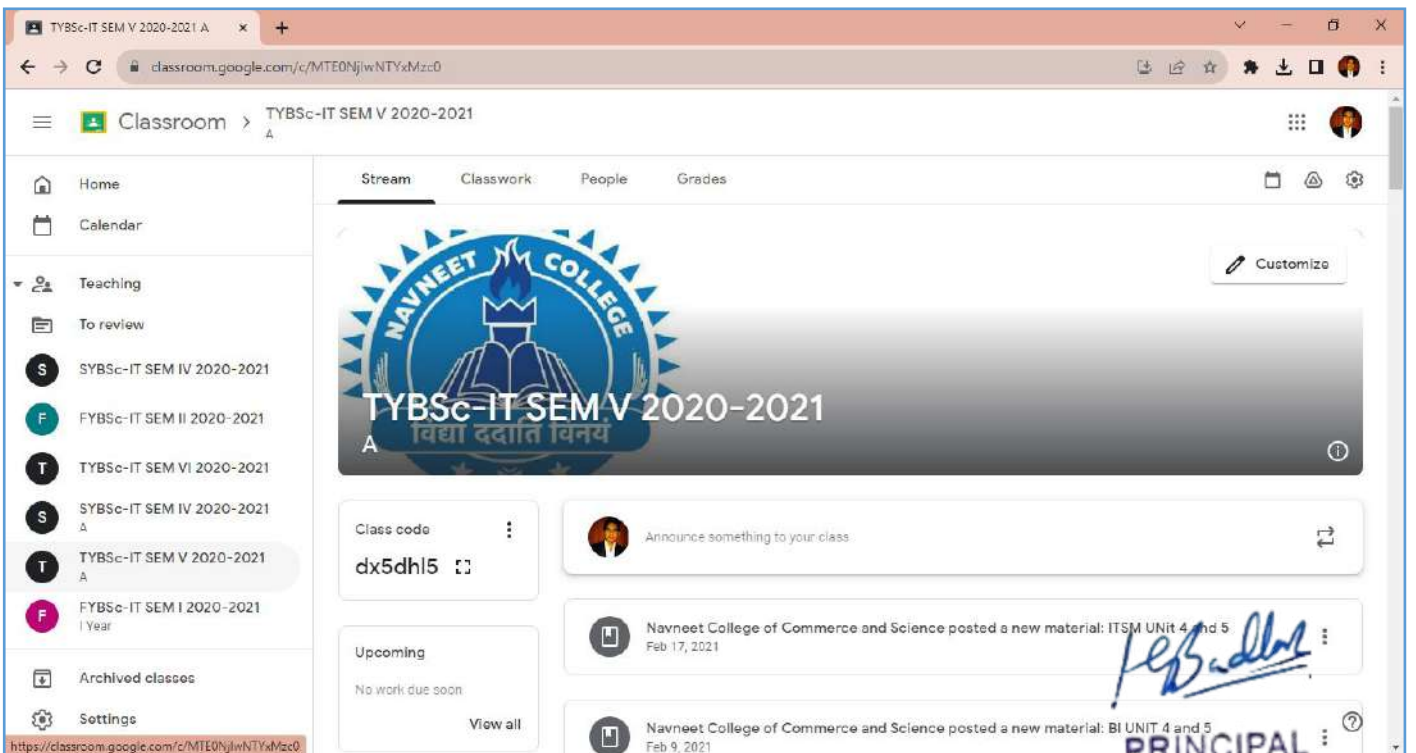 TYBSc-IT SEM V 2020-2021 A
classroom.google.com/c/MTE0NjIwNTYxMzc0
Classroom > TYBSc-IT SEM V 2020-2021
A
Home
Calendar
Teaching
To review
S SYBSc-IT SEM IV 2020-2021
F FYBSc-IT SEM II 2020-2021
T TYBSc-IT SEM VI 2020-2021
S SYBSc-IT SEM IV 2020-2021
A
T TYBSc-IT SEM V 2020-2021
A
F FYBSc-IT SEM I 2020-2021
I Year
Archived classes
Settings
https://classroom.google.com/c/MTE0NjIwNTYxMzc0
Stream Classwork People Grades
NAVNEET COLLEGE
Customize
TYBSc-IT SEM V 2020-2021
A
विद्या ददाति विनयं
Class code
dx5dhl5
Upcoming
No work due soon
View all
Announce something to your class
Navneet College of Commerce and Science posted a new material: ITSM UNit 4 and 5
Feb 17, 2021
Navneet College of Commerce and Science posted a new material: BI UNIT 4 and 5
Feb 9, 2021
PRINCIPAL